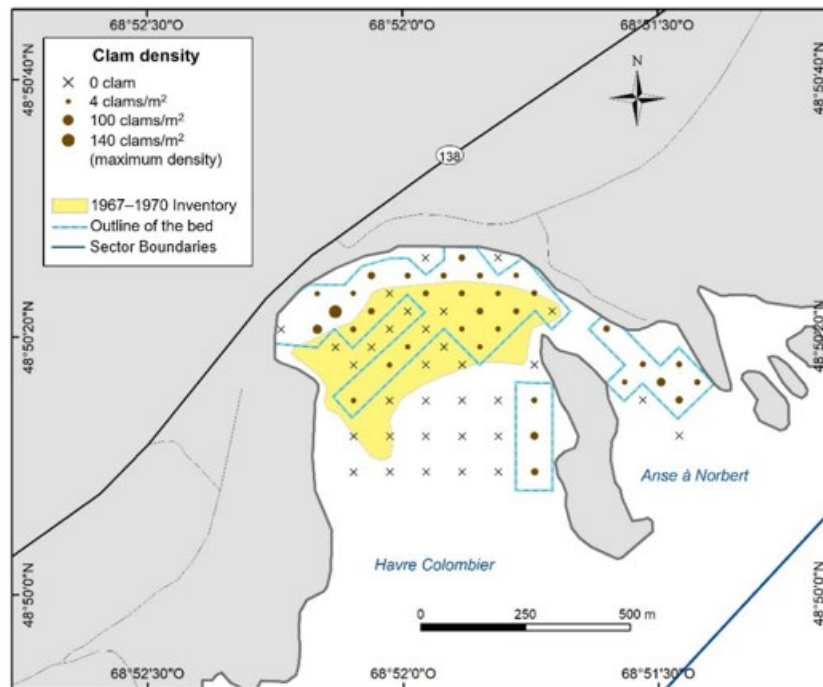 68°52'30"O 68°52'0"O 68°51'30"O
48°50'40"N
48°50'40"N
Clam density
0 clam
4 clams/m²
100 clams/m²
140 clams/m²
(maximum density)
1967–1970 Inventory
Outline of the bed
Sector Boundaries
N
138
48°50'20"N
48°50'20"N
Anse à Norbert
Havre Colombier
48°50'0"N
48°50'0"N
0 250 500 m
68°52'30"O 68°52'0"O 68°51'30"O